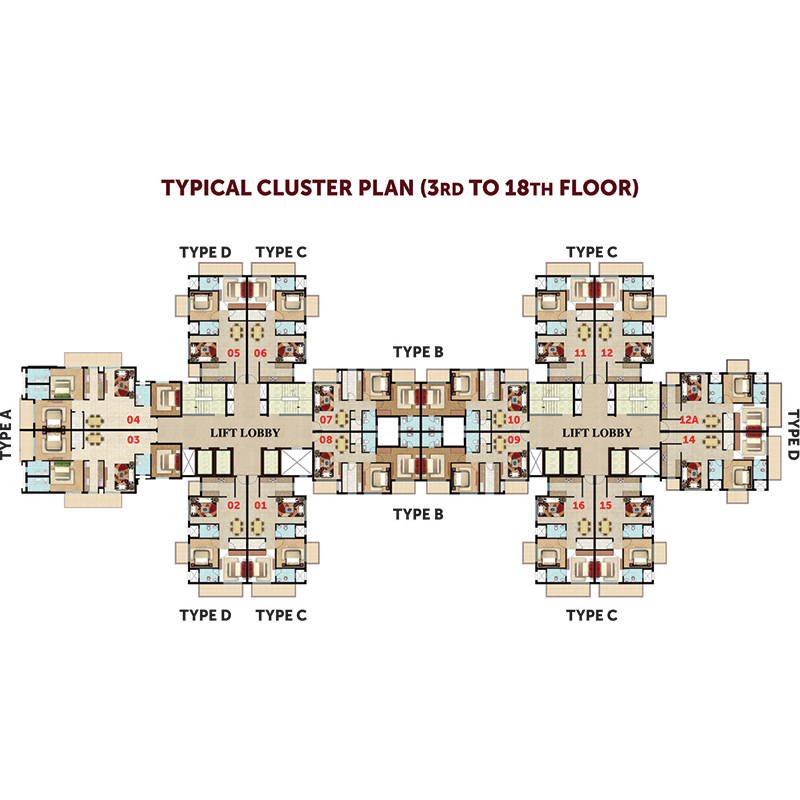 TYPICAL CLUSTER PLAN (3RD TO 18TH FLOOR)
TYPE D TYPE C TYPE C
05 06 11 12
TYPE B
TYPE A
04 07 10 12A
LIFT LOBBY LIFT LOBBY
TYPE D
03 08 09 14
02 01 16 15
TYPE B
TYPE D TYPE C TYPE C